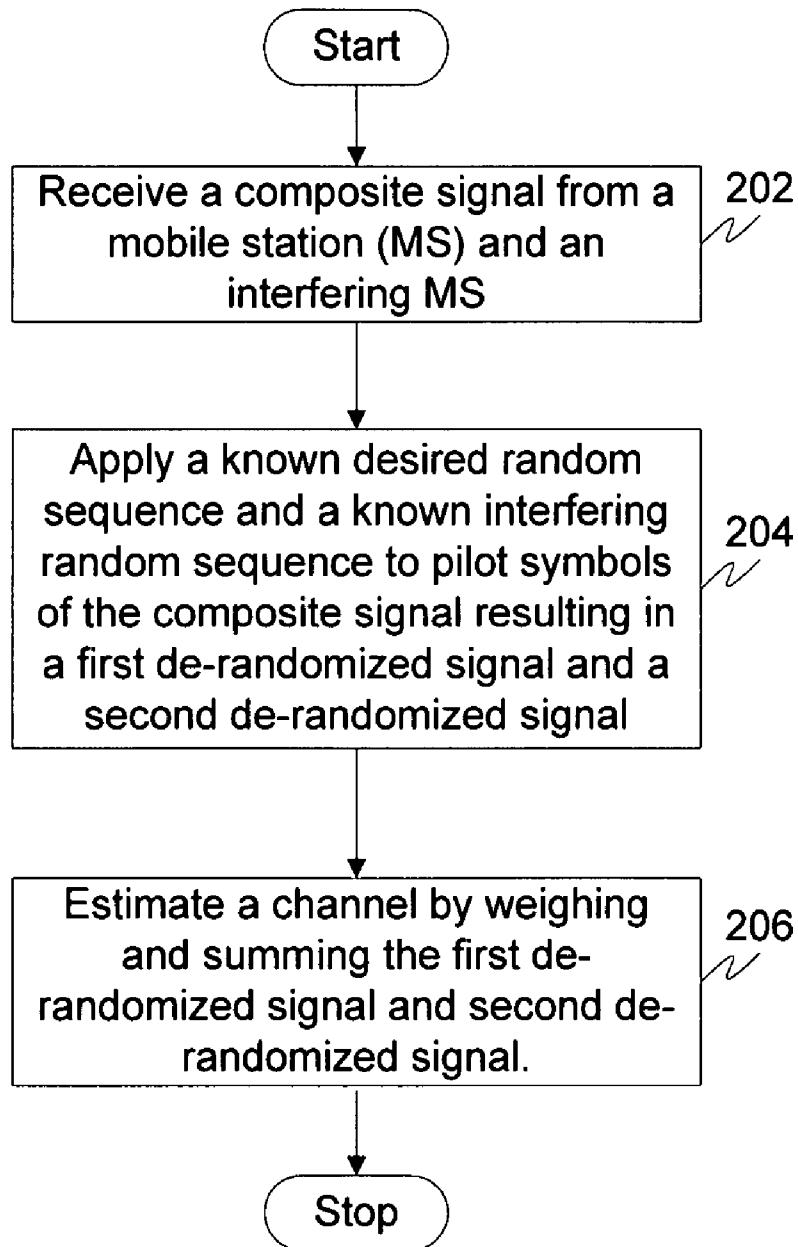 Start
Receive a composite signal from a
mobile station (MS) and an
interfering MS
202
Apply a known desired random
sequence and a known interfering
random sequence to pilot symbols
of the composite signal resulting in
a first de-randomized signal and a
second de-randomized signal
204
Estimate a channel by weighing
and summing the first de-
randomized signal and second de-
randomized signal.
206
Stop